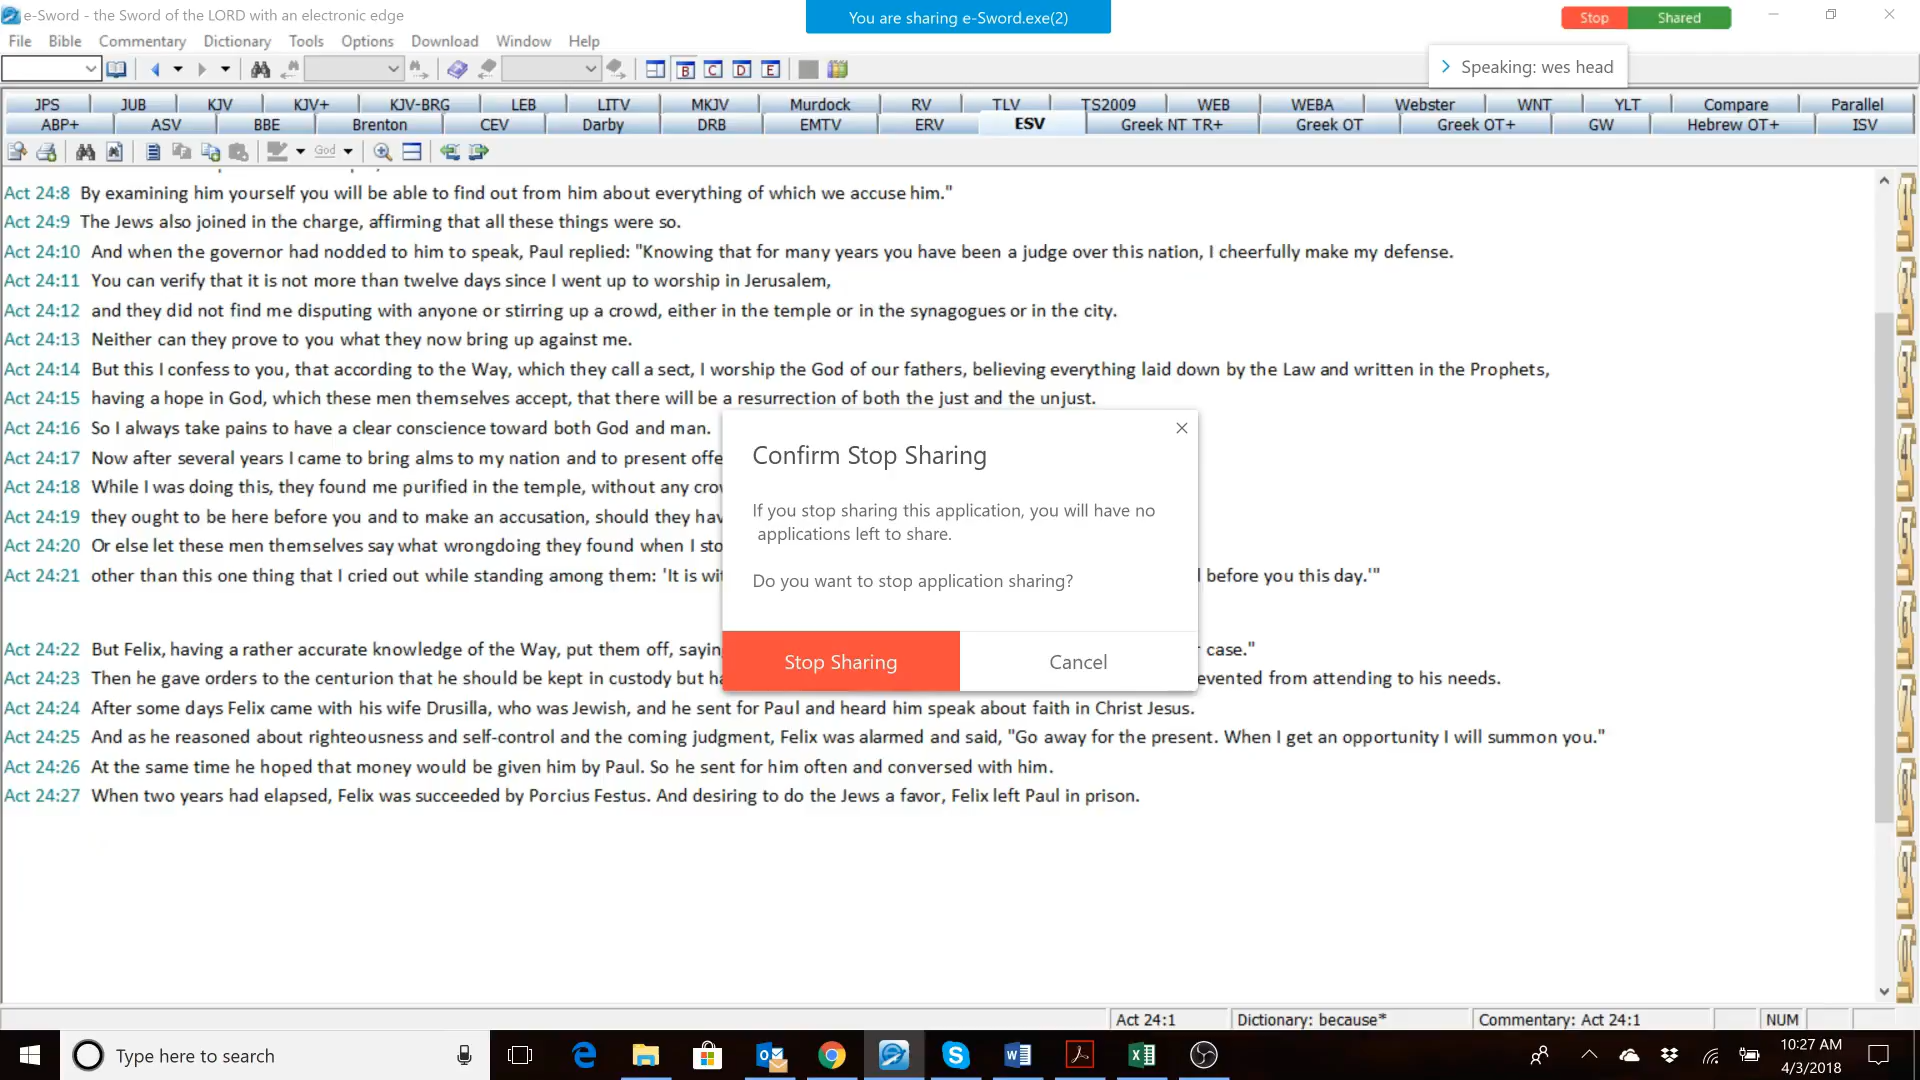 e-Sword - the Sword of the LORD with an electronic edge
You are sharing e-Sword.exe(2)
Stop Shared
File Bible Commentary Dictionary Tools Options Download Window Help
Speaking: wes head
B C D E
JPS JUB KJV KJV+ KJV-BRG LEB LITV MKJV Murdock RV TLV TS2009 WEB WEBA Webster WNT YLT Compare Parallel
ABP+ ASV BBE Brenton CEV Darby DRB EMTV ERV ESV Greek NT TR+ Greek OT Greek OT+ GW Hebrew OT+ ISV
God
Act 24:8 By examining him yourself you will be able to find out from him about everything of which we accuse him."
Act 24:9 The Jews also joined in the charge, affirming that all these things were so.
Act 24:10 And when the governor had nodded to him to speak, Paul replied: "Knowing that for many years you have been a judge over this nation, I cheerfully make my defense.
Act 24:11 You can verify that it is not more than twelve days since I went up to worship in Jerusalem,
Act 24:12 and they did not find me disputing with anyone or stirring up a crowd, either in the temple or in the synagogues or in the city.
Act 24:13 Neither can they prove to you what they now bring up against me.
Act 24:14 But this I confess to you, that according to the Way, which they call a sect, I worship the God of our fathers, believing everything laid down by the Law and written in the Prophets,
Act 24:15 having a hope in God, which these men themselves accept, that there will be a resurrection of both the just and the unjust.
Act 24:16 So I always take pains to have a clear conscience toward both God and man.
Act 24:17 Now after several years I came to bring alms to my nation and to present offe
Act 24:18 While I was doing this, they found me purified in the temple, without any cro
Act 24:19 they ought to be here before you and to make an accusation, should they hav
Act 24:20 Or else let these men themselves say what wrongdoing they found when I sto
Act 24:21 other than this one thing that I cried out while standing among them: 'It is wi before you this day.'"
Act 24:22 But Felix, having a rather accurate knowledge of the Way, put them off, saying case."
Act 24:23 Then he gave orders to the centurion that he should be kept in custody but ha evented from attending to his needs.
Act 24:24 After some days Felix came with his wife Drusilla, who was Jewish, and he sent for Paul and heard him speak about faith in Christ Jesus.
Act 24:25 And as he reasoned about righteousness and self-control and the coming judgment, Felix was alarmed and said, "Go away for the present. When I get an opportunity I will summon you."
Act 24:26 At the same time he hoped that money would be given him by Paul. So he sent for him often and conversed with him.
Act 24:27 When two years had elapsed, Felix was succeeded by Porcius Festus. And desiring to do the Jews a favor, Felix left Paul in prison.
Confirm Stop Sharing
If you stop sharing this application, you will have no
applications left to share.
Do you want to stop application sharing?
Stop Sharing Cancel
1
2
3
4
5
6
7
8
9
0
Act 24:1 Dictionary: because* Commentary: Act 24:1 NUM
Type here to search
10:27 AM
4/3/2018